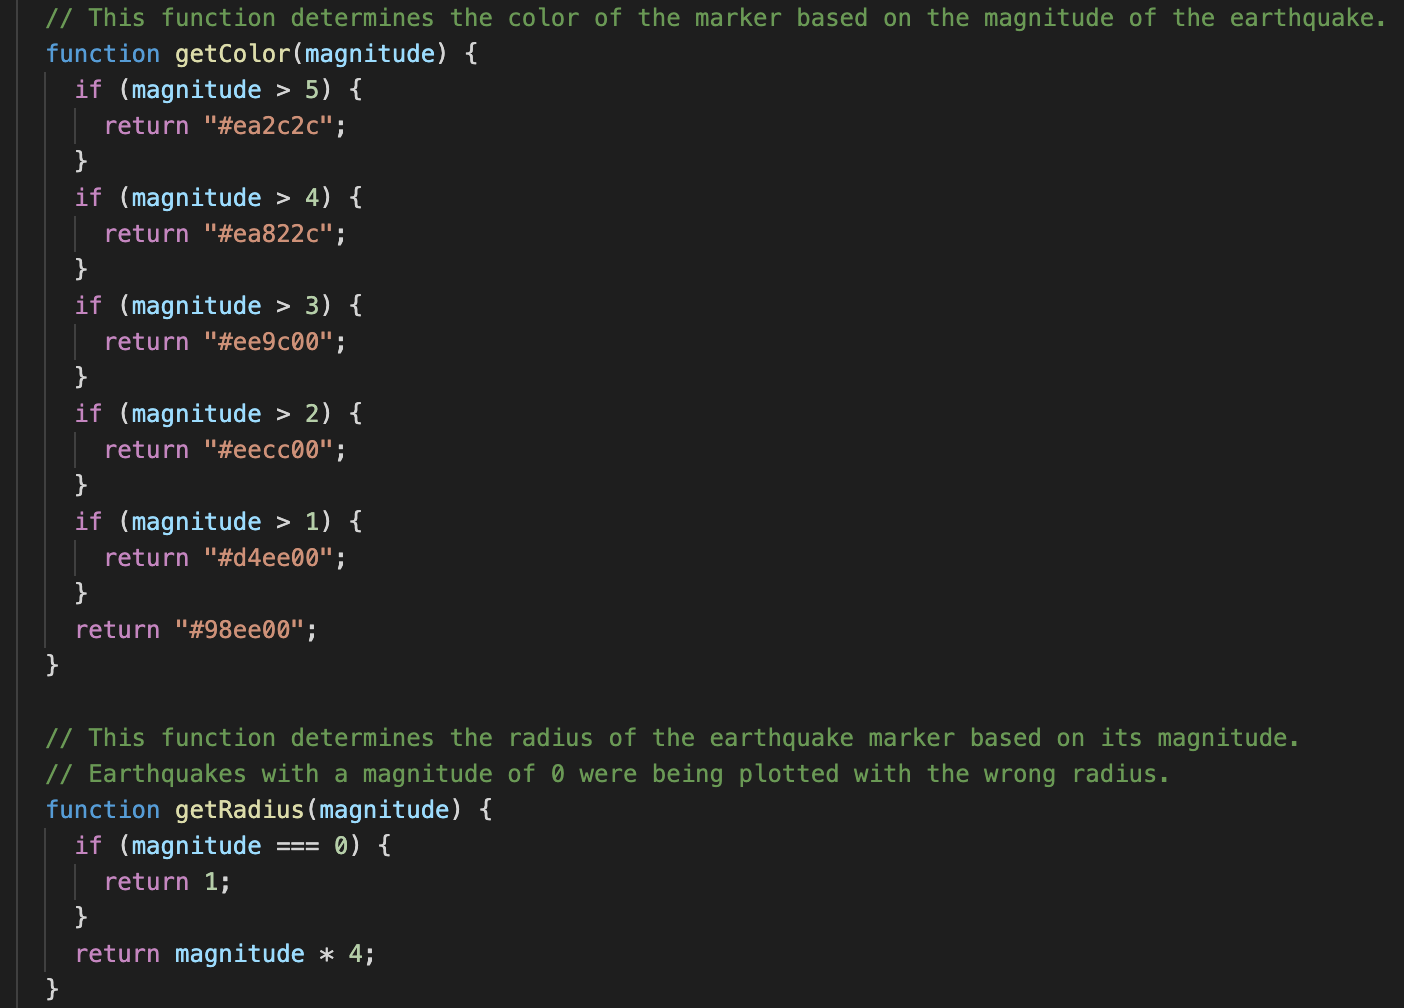 // This function determines the color of the marker based on the magnitude of the earthquake.
function getColor(magnitude) {
  if (magnitude > 5) {
    return "#ea2c2c";
  }
  if (magnitude > 4) {
    return "#ea822c";
  }
  if (magnitude > 3) {
    return "#ee9c00";
  }
  if (magnitude > 2) {
    return "#eecc00";
  }
  if (magnitude > 1) {
    return "#d4ee00";
  }
  return "#98ee00";
}

// This function determines the radius of the earthquake marker based on its magnitude.
// Earthquakes with a magnitude of 0 were being plotted with the wrong radius.
function getRadius(magnitude) {
  if (magnitude === 0) {
    return 1;
  }
  return magnitude * 4;
}